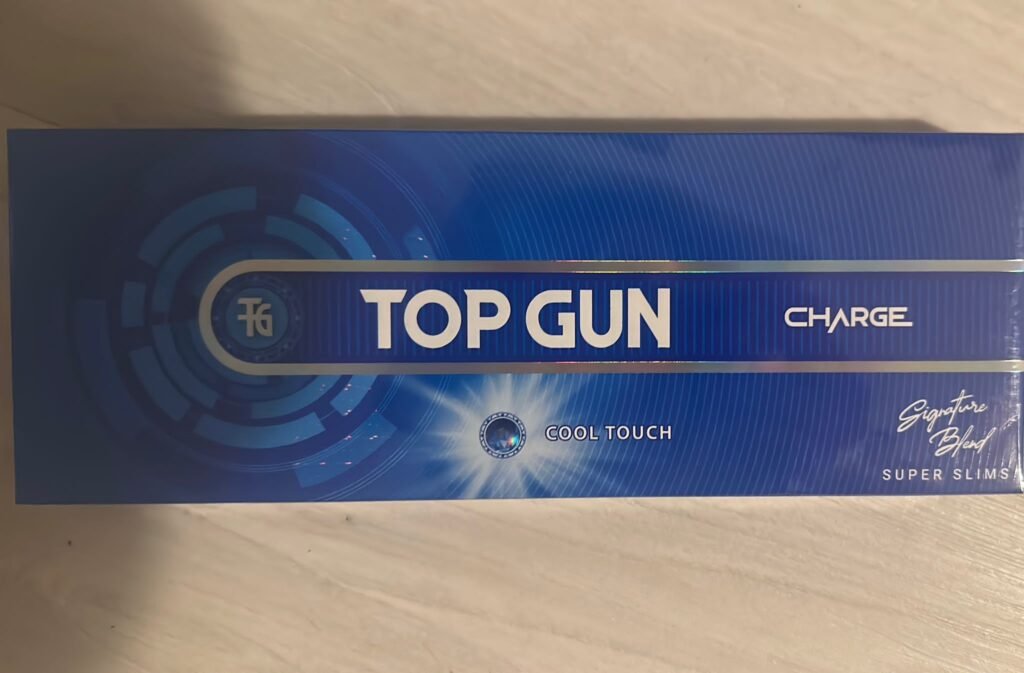 TG
TOP GUN
CHARGE
COOL TOUCH
Signature
Blend
SUPER SLIMS